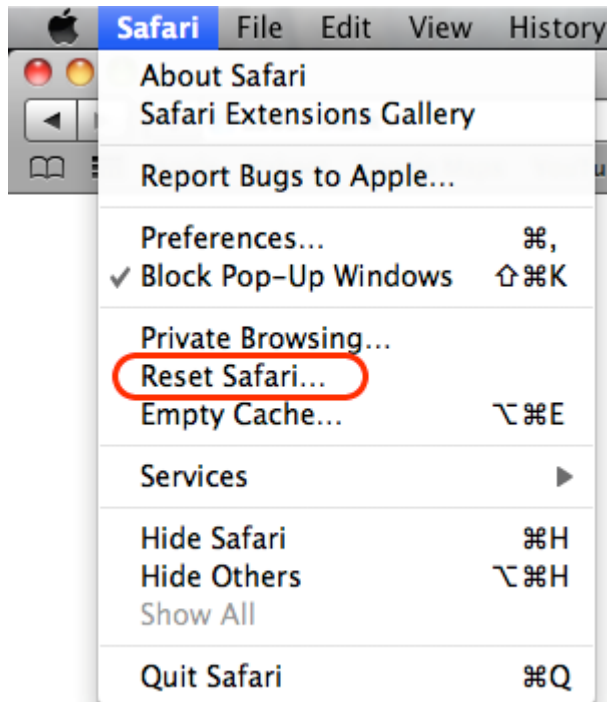 Safari File Edit View History
About Safari
Safari Extensions Gallery
Report Bugs to Apple...
Preferences... ⌘,
✓ Block Pop-Up Windows ⇧⌘K
Private Browsing...
Reset Safari...
Empty Cache... ⌥⌘E
Services ▶
Hide Safari ⌘H
Hide Others ⌥⌘H
Show All
Quit Safari ⌘Q